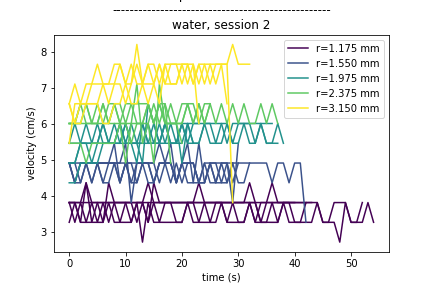 water, session 2
velocity (cm/s)
8
7
6
5
4
3
r=1.175 mm
r=1.550 mm
r=1.975 mm
r=2.375 mm
r=3.150 mm
0
10
20
30
40
50
time (s)